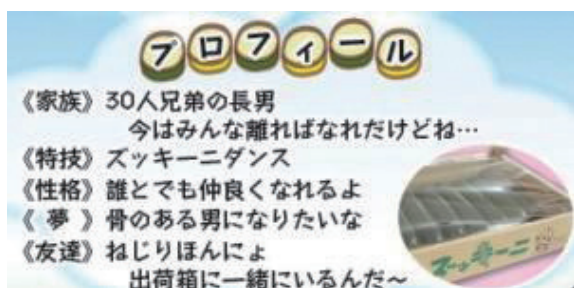 プロフィール
《家族》30人兄弟の長男
今はみんな離ればなれだけどね…
《特技》ズッキーニダンス
《性格》誰とでも仲良くなれるよ
《夢》骨のある男になりたいな
《友達》ねじりほんにょ
出荷箱に一緒にいるんだ～
ズッキーニ